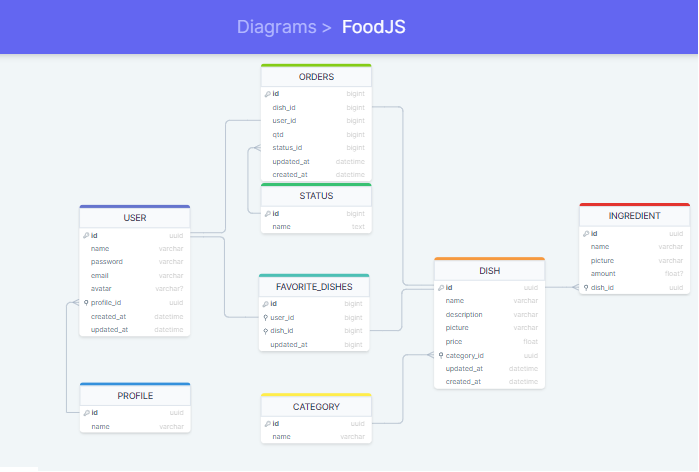 Diagrams > FoodJS
ORDERS
id bigint
dish_id bigint
user_id bigint
qtd bigint
status_id bigint
updated_at datetime
created_at datetime
STATUS
id bigint
name text
USER
id uuid
name varchar
password varchar
email varchar
avatar varchar?
profile_id uuid
created_at datetime
updated_at datetime
PROFILE
id uuid
name varchar
FAVORITE_DISHES
id bigint
user_id bigint
dish_id bigint
updated_at bigint
CATEGORY
id uuid
name varchar
DISH
id uuid
name varchar
description varchar
picture varchar
price float
category_id uuid
updated_at datetime
created_at datetime
INGREDIENT
id uuid
name varchar
picture varchar
amount float?
dish_id uuid